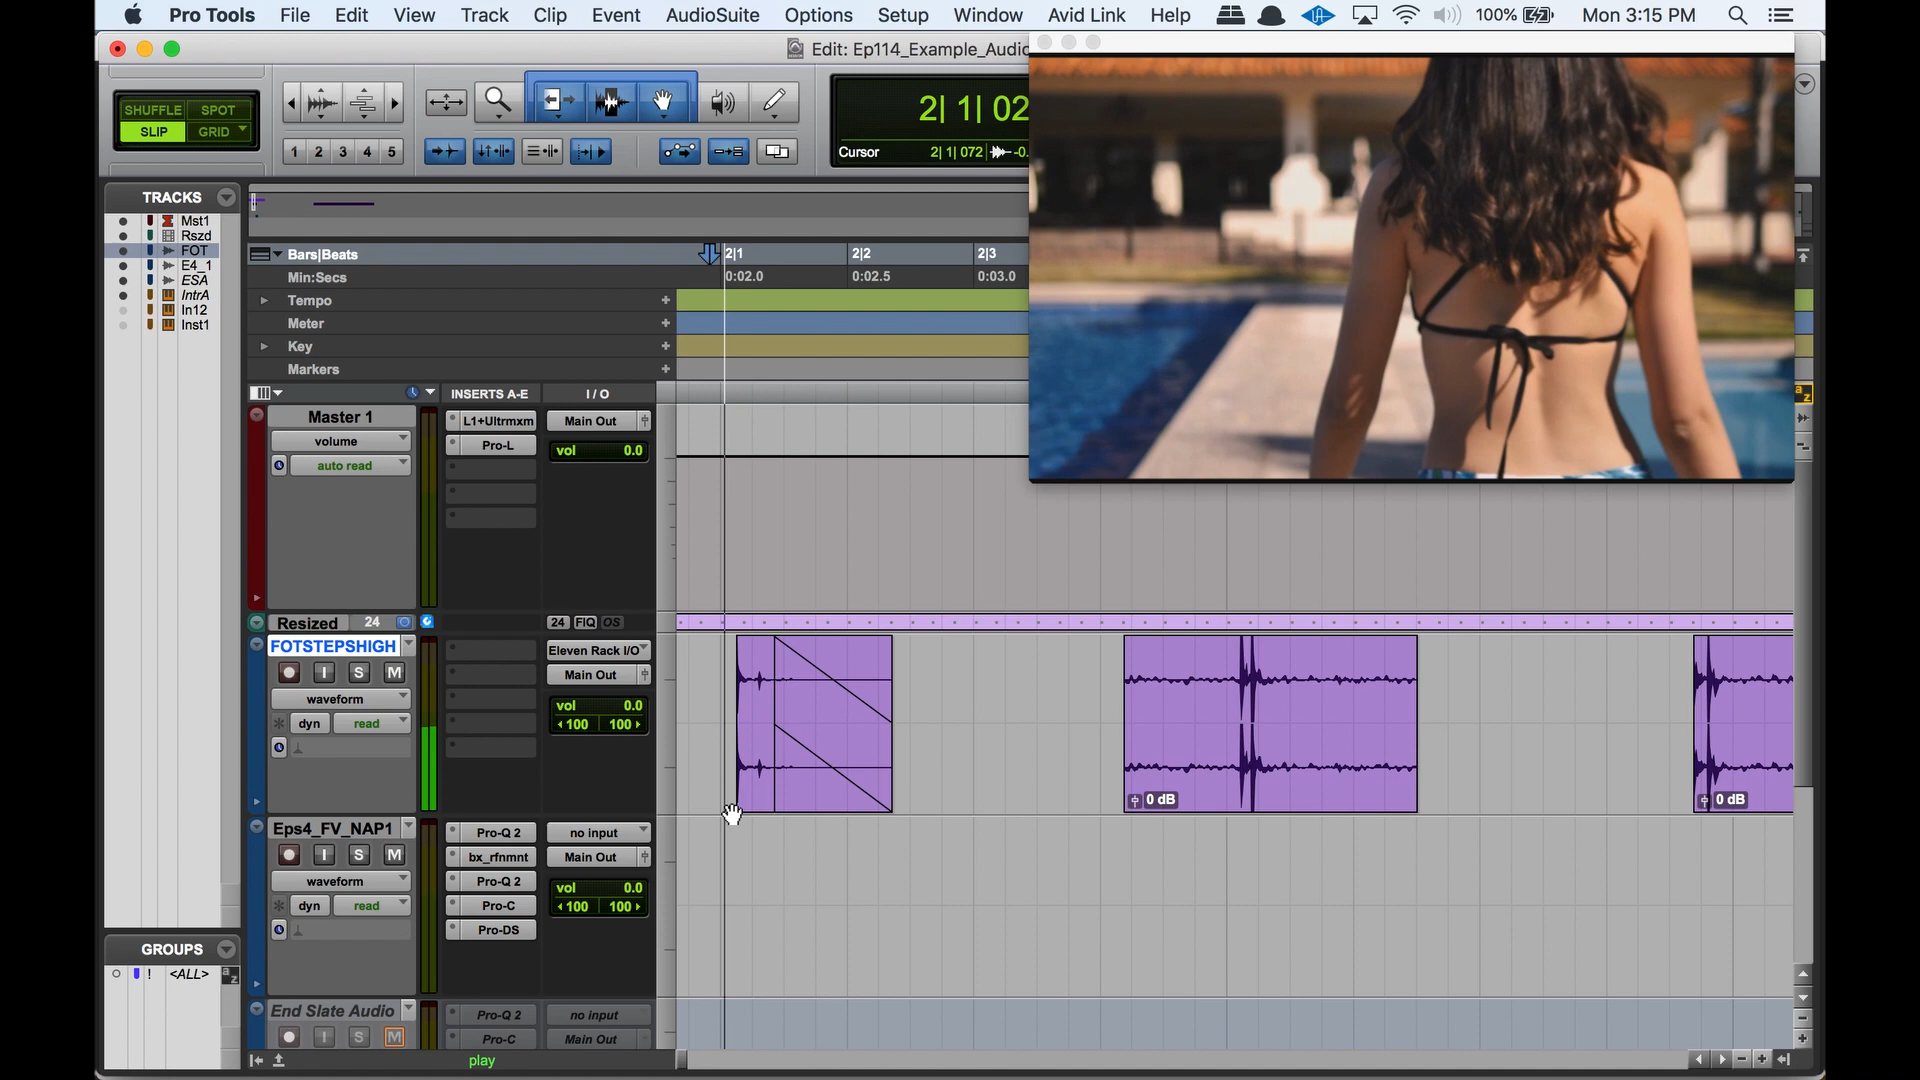 Pro Tools File Edit View Track Clip Event AudioSuite Options Setup Window Avid Link Help 100% Mon 3:15 PM
Edit: Ep114_Example_Audio
SHUFFLE SPOT
SLIP GRID
1 2 3 4 5
2| 1| 02
Cursor 2| 1| 072 -0.
TRACKS
Mst1
Rszd
FOT
E4_1
ESA
IntrA
In12
Inst1
Bars|Beats 2|1 2|2 2|3
Min:Secs 0:02.0 0:02.5 0:03.0
Tempo
Meter
Key
Markers
INSERTS A-E I / O
Master 1 L1+Ultrmxm Main Out
volume Pro-L vol 0.0
auto read
Resized 24 24 FIQ OS
FOTSTEPSHIGH Eleven Rack I/O
I S M Main Out
waveform vol 0.0
dyn read 100 100
0 dB 0 dB
Eps4_FV_NAP1 Pro-Q 2 no input
I S M bx_rfnmnt Main Out
waveform Pro-Q 2 vol 0.0
dyn read Pro-C 100 100
Pro-DS
GROUPS
! <ALL> a z
End Slate Audio Pro-Q 2 no input
I S M Pro-C Main Out
play